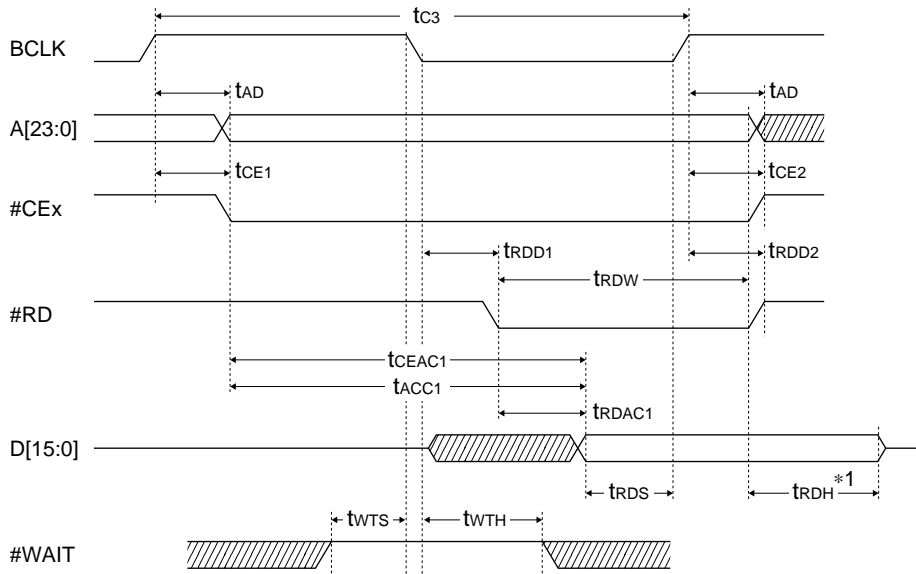 tC3
BCLK
tAD tAD
A[23:0]
tCE1 tCE2
#CEx
tRDD1 tRDD2
tRDW
#RD
tCEAC1
tACC1
tRDAC1
D[15:0]
tRDS tRDH*1
tWTS tWTH
#WAIT